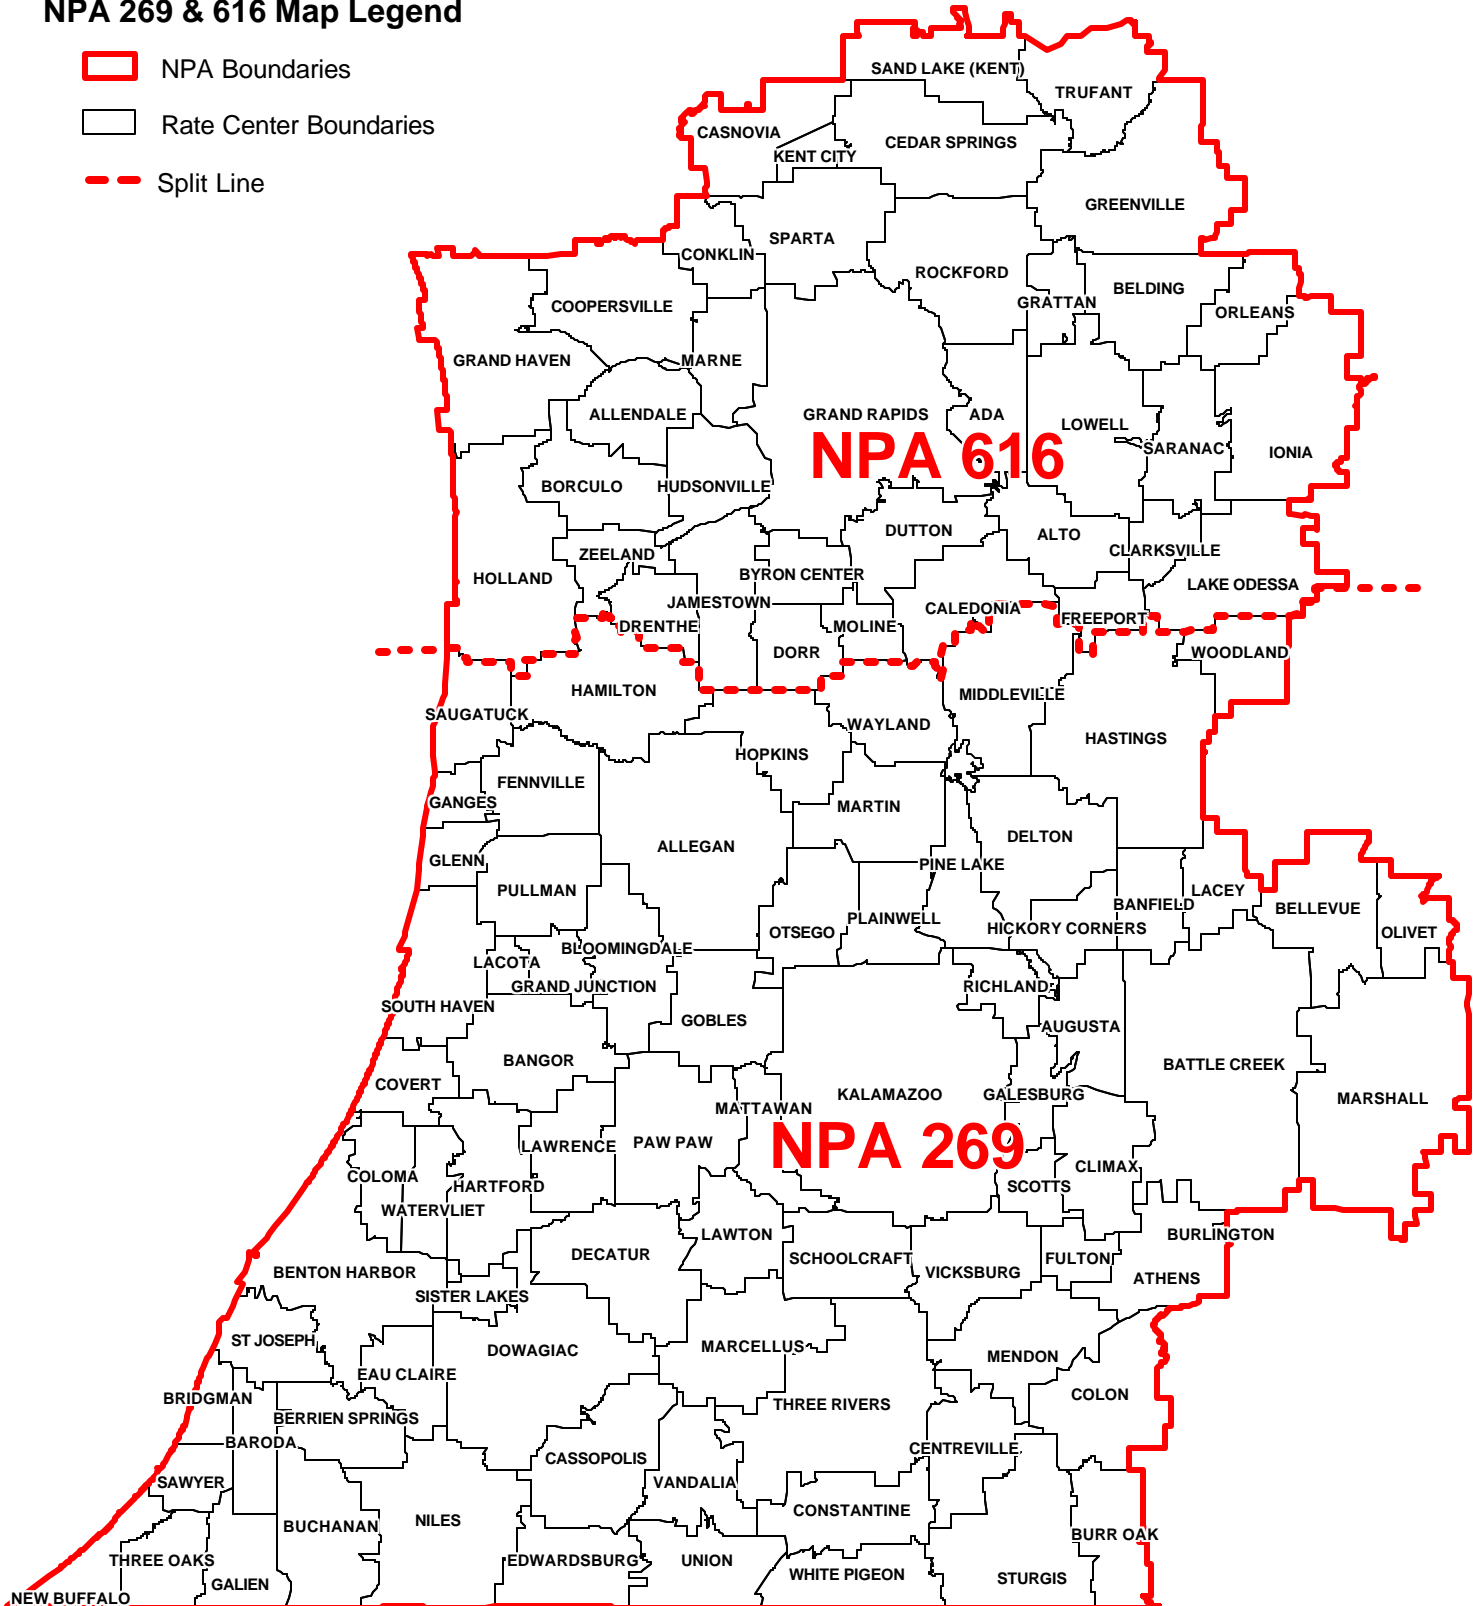 NPA 269 & 616 Map Legend
NPA Boundaries
Rate Center Boundaries
Split Line
SAND LAKE (KENT)
TRUFANT
CASNOVIA
CEDAR SPRINGS
KENT CITY
GREENVILLE
SPARTA
CONKLIN
ROCKFORD
BELDING
GRATTAN
COOPERSVILLE
ORLEANS
GRAND HAVEN
MARNE
ALLENDALE
GRAND RAPIDS
ADA
LOWELL
NPA 616
SARANAC
IONIA
BORCULO
HUDSONVILLE
DUTTON
ALTO
ZEELAND
CLARKSVILLE
HOLLAND
BYRON CENTER
LAKE ODESSA
JAMESTOWN
CALEDONIA
FREEPORT
DRENTHE
MOLINE
DORR
WOODLAND
HAMILTON
MIDDLEVILLE
SAUGATUCK
WAYLAND
HASTINGS
HOPKINS
FENNVILLE
GANGES
MARTIN
DELTON
ALLEGAN
GLENN
PINE LAKE
PULLMAN
LACEY
BANFIELD
BELLEVUE
PLAINWELL
HICKORY CORNERS
OTSEGO
OLIVET
BLOOMINGDALE
LACOTA
GRAND JUNCTION
RICHLAND
SOUTH HAVEN
GOBLES
AUGUSTA
BANGOR
BATTLE CREEK
COVERT
KALAMAZOO
GALESBURG
MARSHALL
MATTAWAN
LAWRENCE
PAW PAW
NPA 269
CLIMAX
COLOMA
HARTFORD
SCOTTS
WATERVLIET
LAWTON
BURLINGTON
DECATUR
SCHOOLCRAFT
FULTON
BENTON HARBOR
VICKSBURG
ATHENS
SISTER LAKES
ST JOSEPH
DOWAGIAC
MARCELLUS
MENDON
EAU CLAIRE
COLON
BRIDGMAN
THREE RIVERS
BERRIEN SPRINGS
BARODA
CENTREVILLE
CASSOPOLIS
SAWYER
VANDALIA
CONSTANTINE
NILES
BUCHANAN
BURR OAK
THREE OAKS
EDWARDSBURG
UNION
WHITE PIGEON
STURGIS
GALIEN
NEW BUFFALO